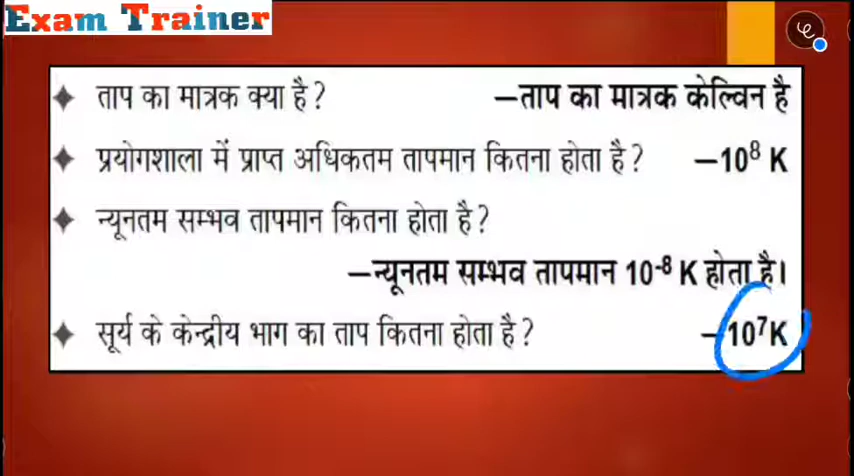 Exam Trainer
✦ ताप का मात्रक क्या है? –ताप का मात्रक केल्विन है
✦ प्रयोगशाला में प्राप्त अधिकतम तापमान कितना होता है? –10⁸ K
✦ न्यूनतम सम्भव तापमान कितना होता है?
–न्यूनतम सम्भव तापमान 10⁻⁸ K होता है।
✦ सूर्य के केन्द्रीय भाग का ताप कितना होता है? –10⁷K